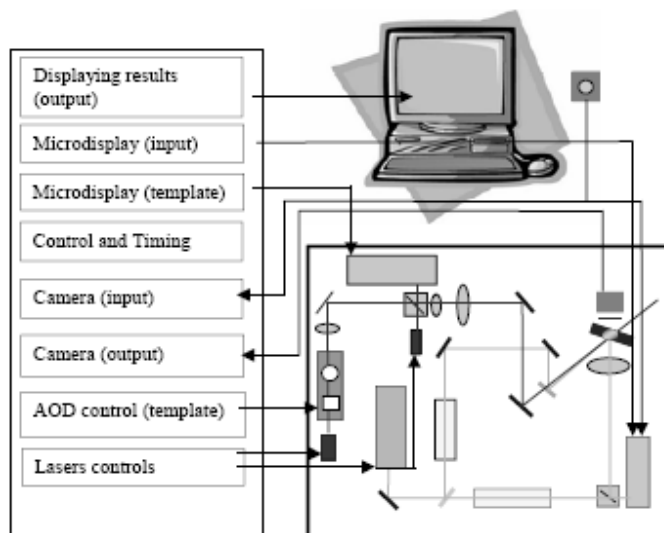 Displaying results
(output)
Microdisplay (input)
Microdisplay (template)
Control and Timing
Camera (input)
Camera (output)
AOD control (template)
Lasers controls